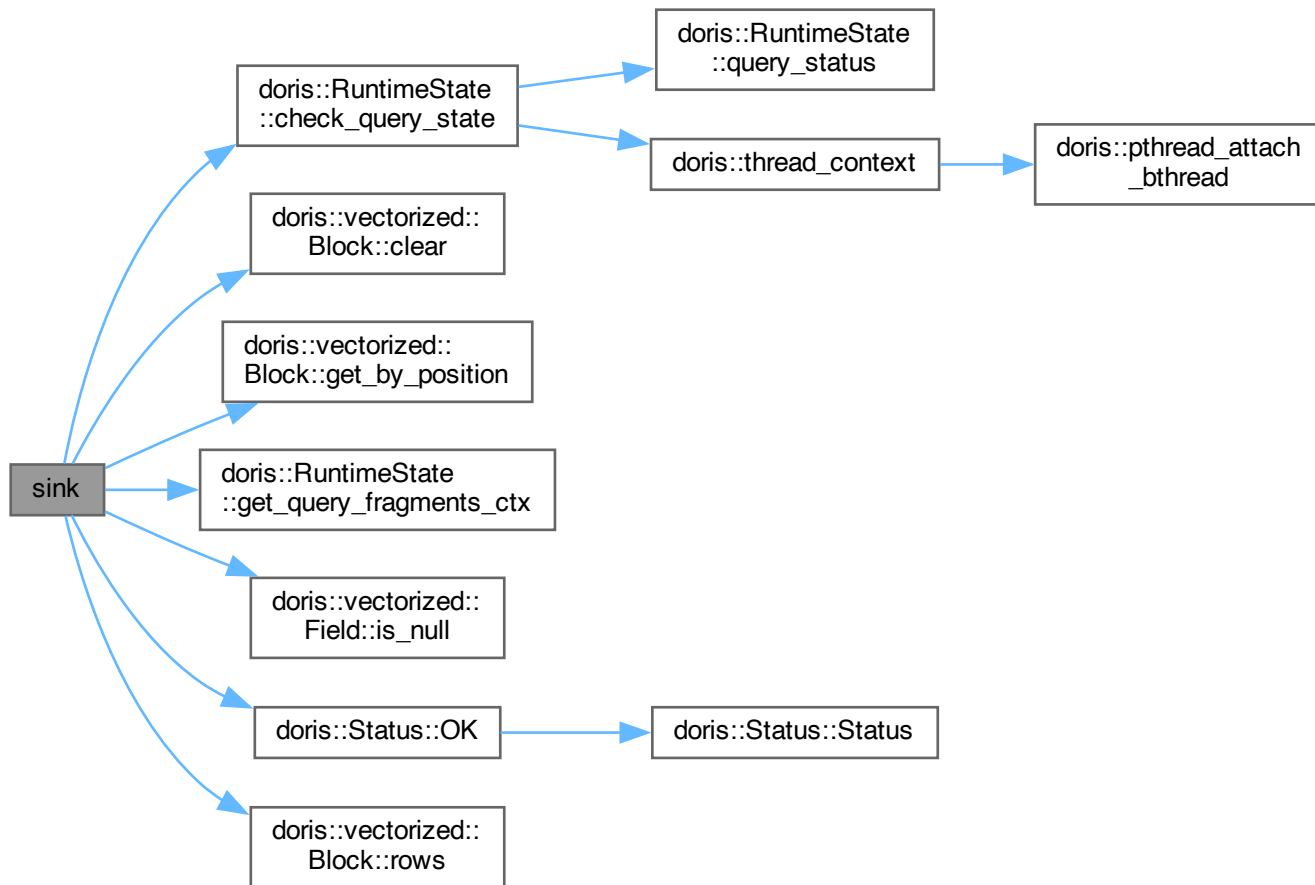 sink
doris::RuntimeState
::check_query_state
doris::vectorized::
Block::clear
doris::vectorized::
Block::get_by_position
doris::RuntimeState
::get_query_fragments_ctx
doris::vectorized::
Field::is_null
doris::Status::OK
doris::vectorized::
Block::rows
doris::RuntimeState
::query_status
doris::thread_context
doris::Status::Status
doris::pthread_attach
_bthread